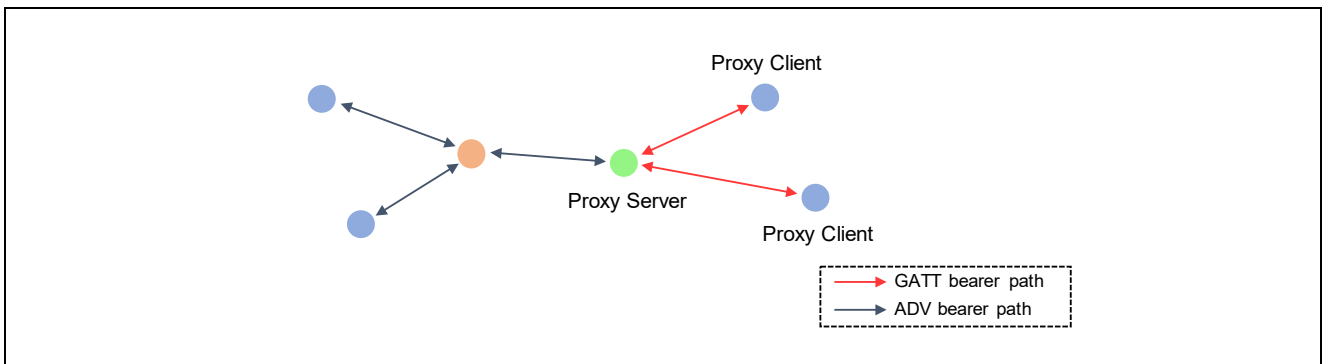 Proxy Client
Proxy Server
Proxy Client
GATT bearer path
ADV bearer path